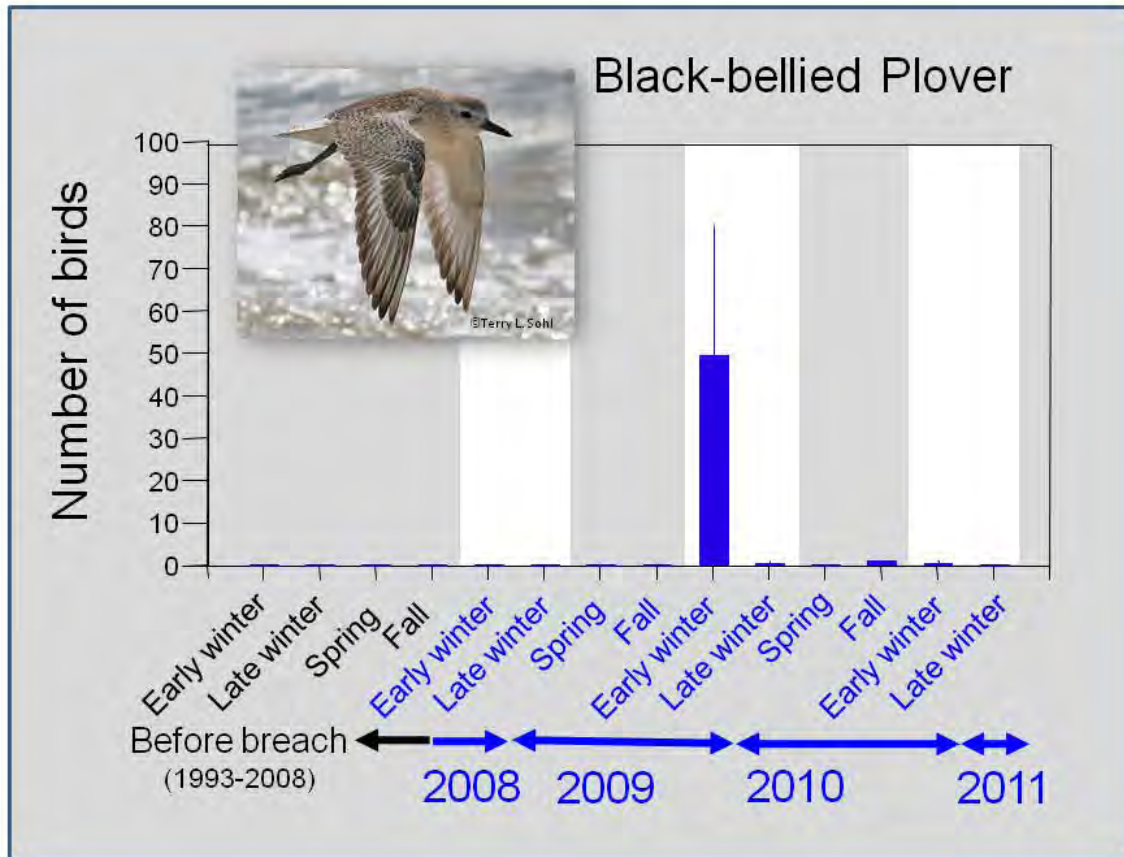 Black-bellied Plover
©Terry L. Sohl
Number of birds
100
90
80
70
60
50
40
30
20
10
0
Early winter
Late winter
Spring
Fall
Early winter
Late winter
Spring
Fall
Early winter
Late winter
Spring
Fall
Early winter
Late winter
Before breach
(1993-2008)
2008
2009
2010
2011